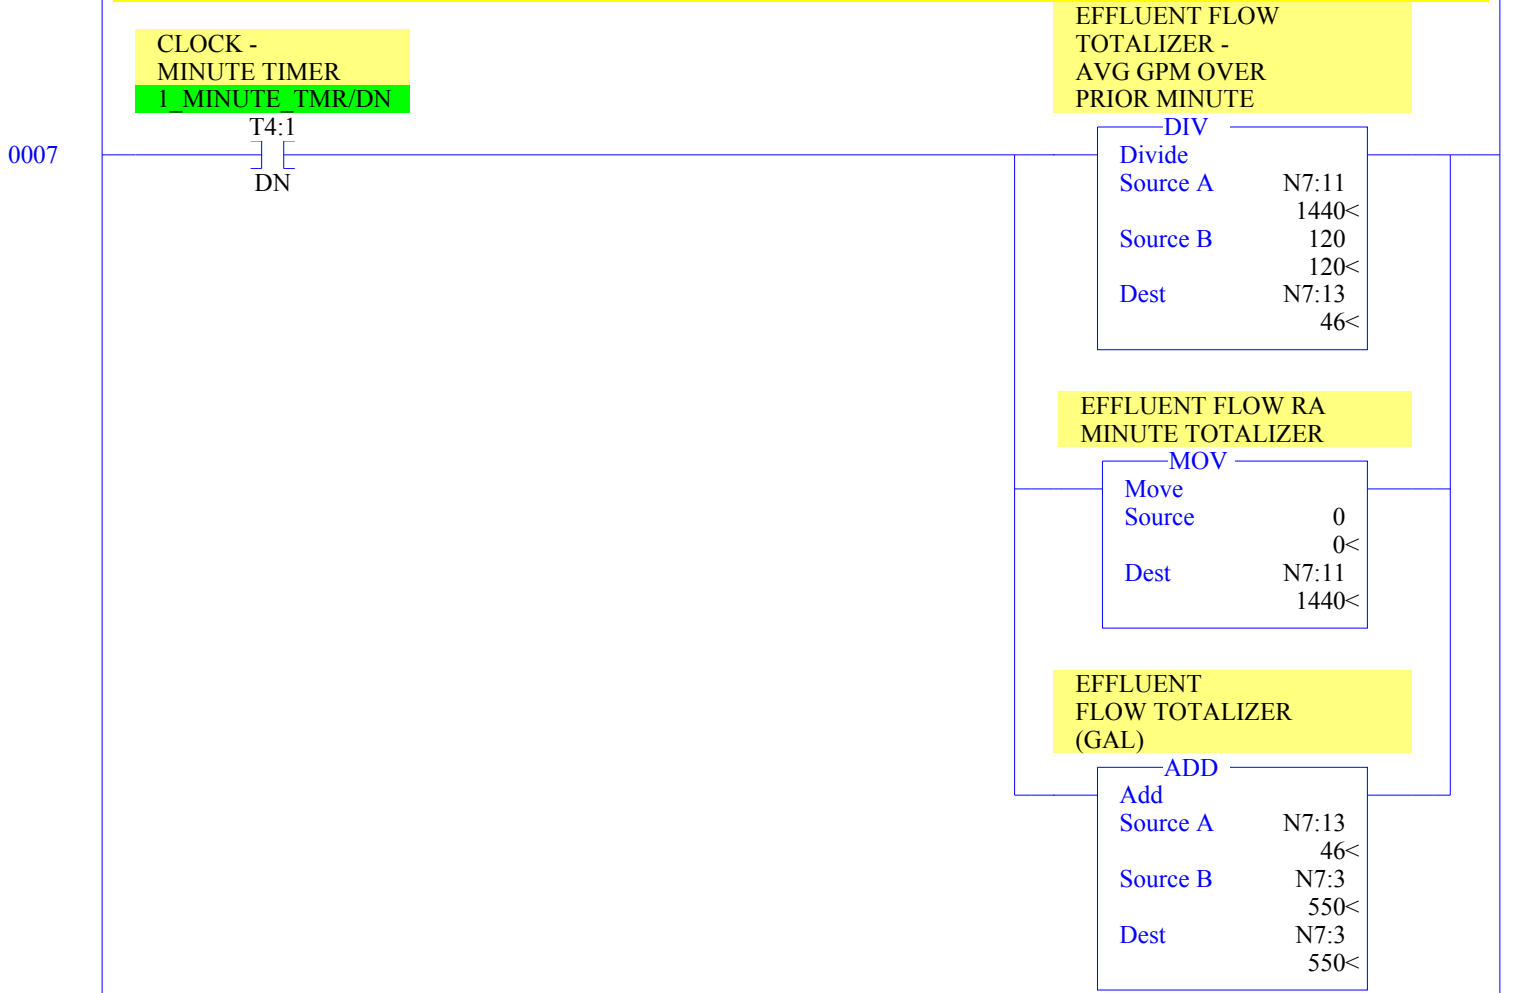 CLOCK -
MINUTE TIMER
1_MINUTE_TMR/DN
T4:1
DN
0007
EFFLUENT FLOW
TOTALIZER -
AVG GPM OVER
PRIOR MINUTE
DIV
Divide
Source A N7:11
1440<
Source B 120
120<
Dest N7:13
46<
EFFLUENT FLOW RA
MINUTE TOTALIZER
MOV
Move
Source 0
0<
Dest N7:11
1440<
EFFLUENT
FLOW TOTALIZER
(GAL)
ADD
Add
Source A N7:13
46<
Source B N7:3
550<
Dest N7:3
550<